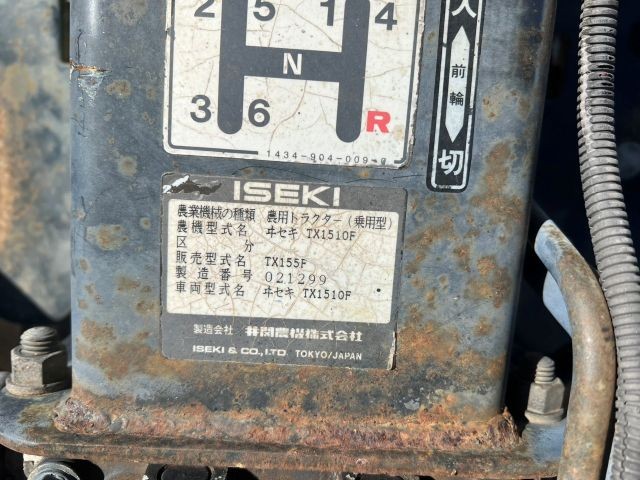 2 5 1 4
N
3 6 R
1434-904-009-0
入
前輪
切
ISEKI
農業機械の種類 農用トラクター(乗用型)
農機型式名 ヰセキ TX1510F
区分
販売型式名 TX155F
製造番号 021299
車両型式名 ヰセキ TX1510F
製造会社 井関農機株式会社
ISEKI & CO.,LTD TOKYO/JAPAN